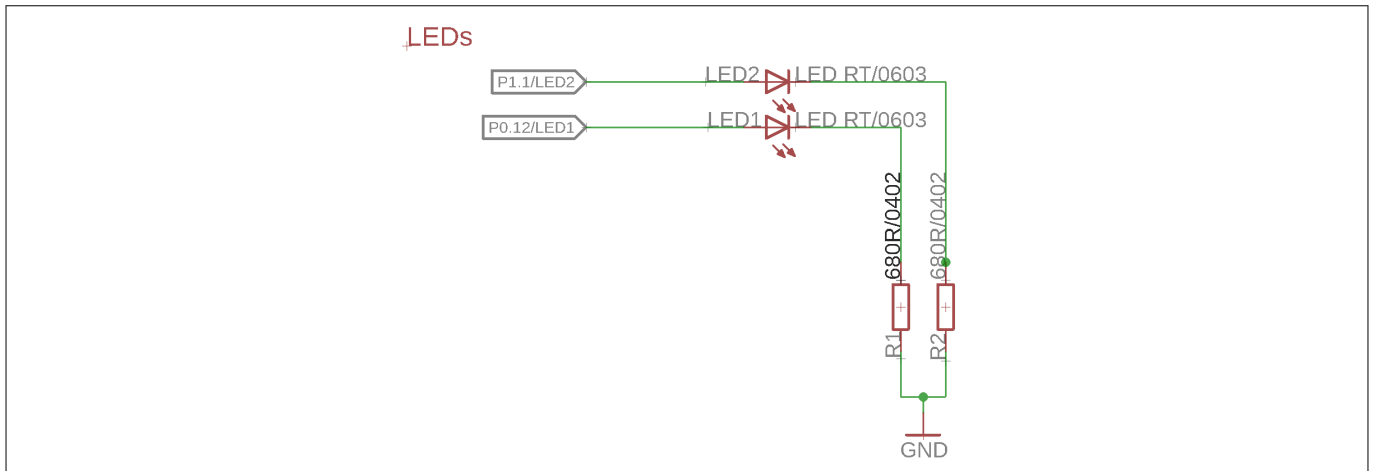 LEDs
P1.1/LED2
LED2
LED RT/0603
P0.12/LED1
LED1
LED RT/0603
680R/0402
680R/0402
R1
R2
GND